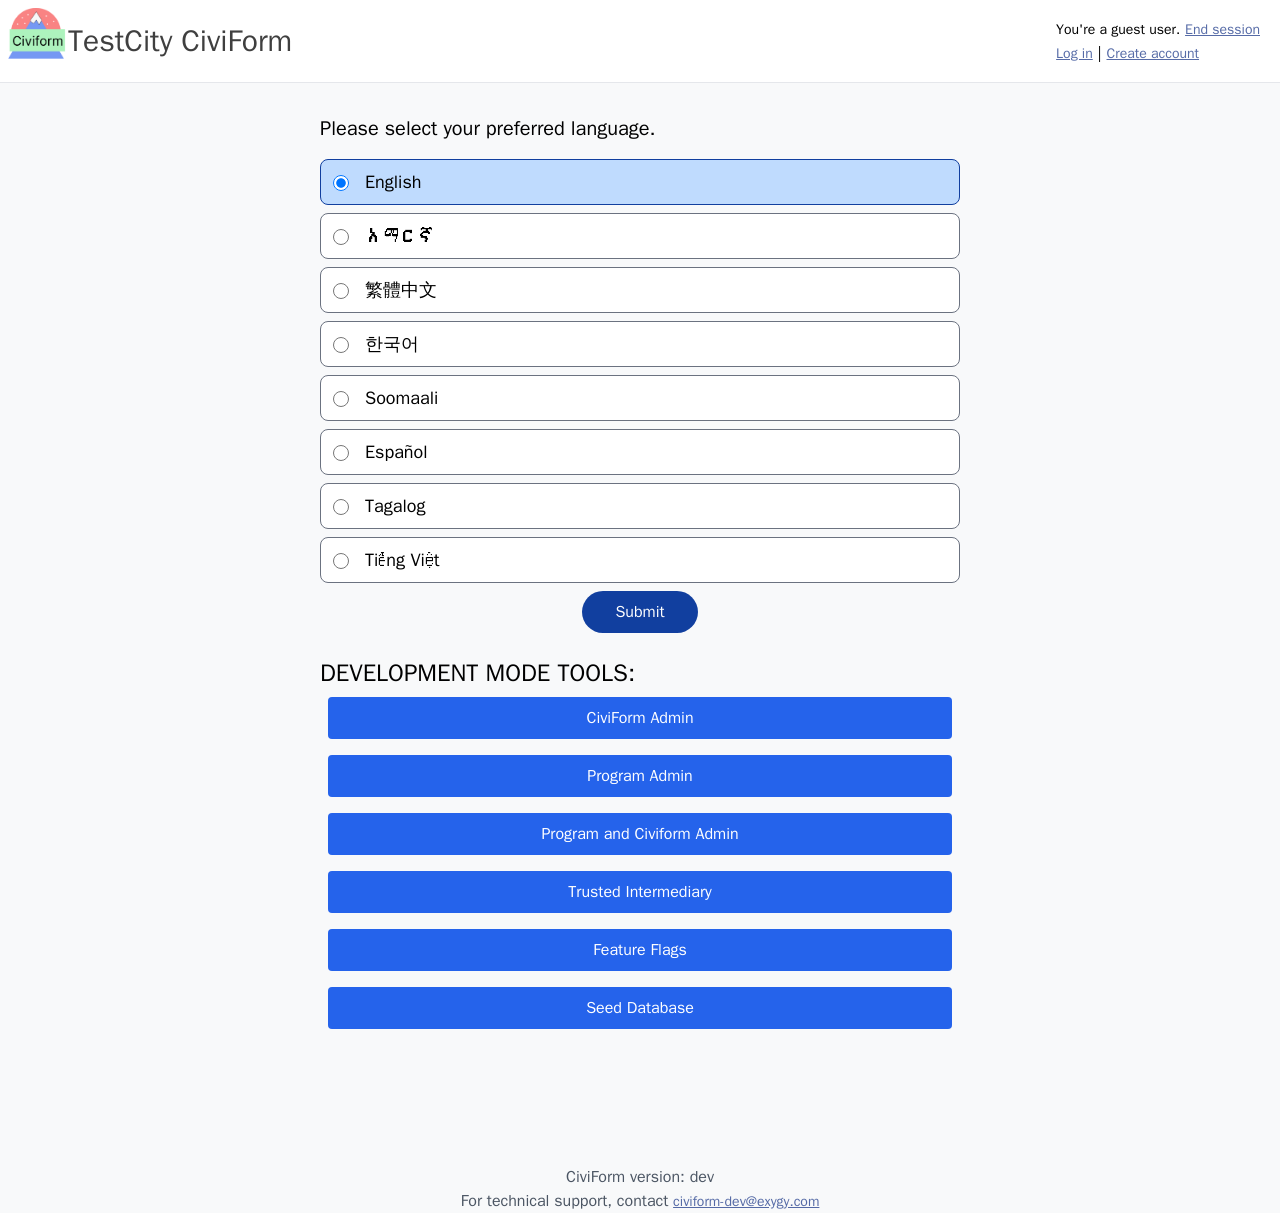 Civiform
TestCity CiviForm
You're a guest user. End session
Log in | Create account
Please select your preferred language.
English
አማርኛ
繁體中文
한국어
Soomaali
Español
Tagalog
Tiếng Việt
Submit
DEVELOPMENT MODE TOOLS:
CiviForm Admin
Program Admin
Program and Civiform Admin
Trusted Intermediary
Feature Flags
Seed Database
CiviForm version: dev
For technical support, contact civiform-dev@exygy.com